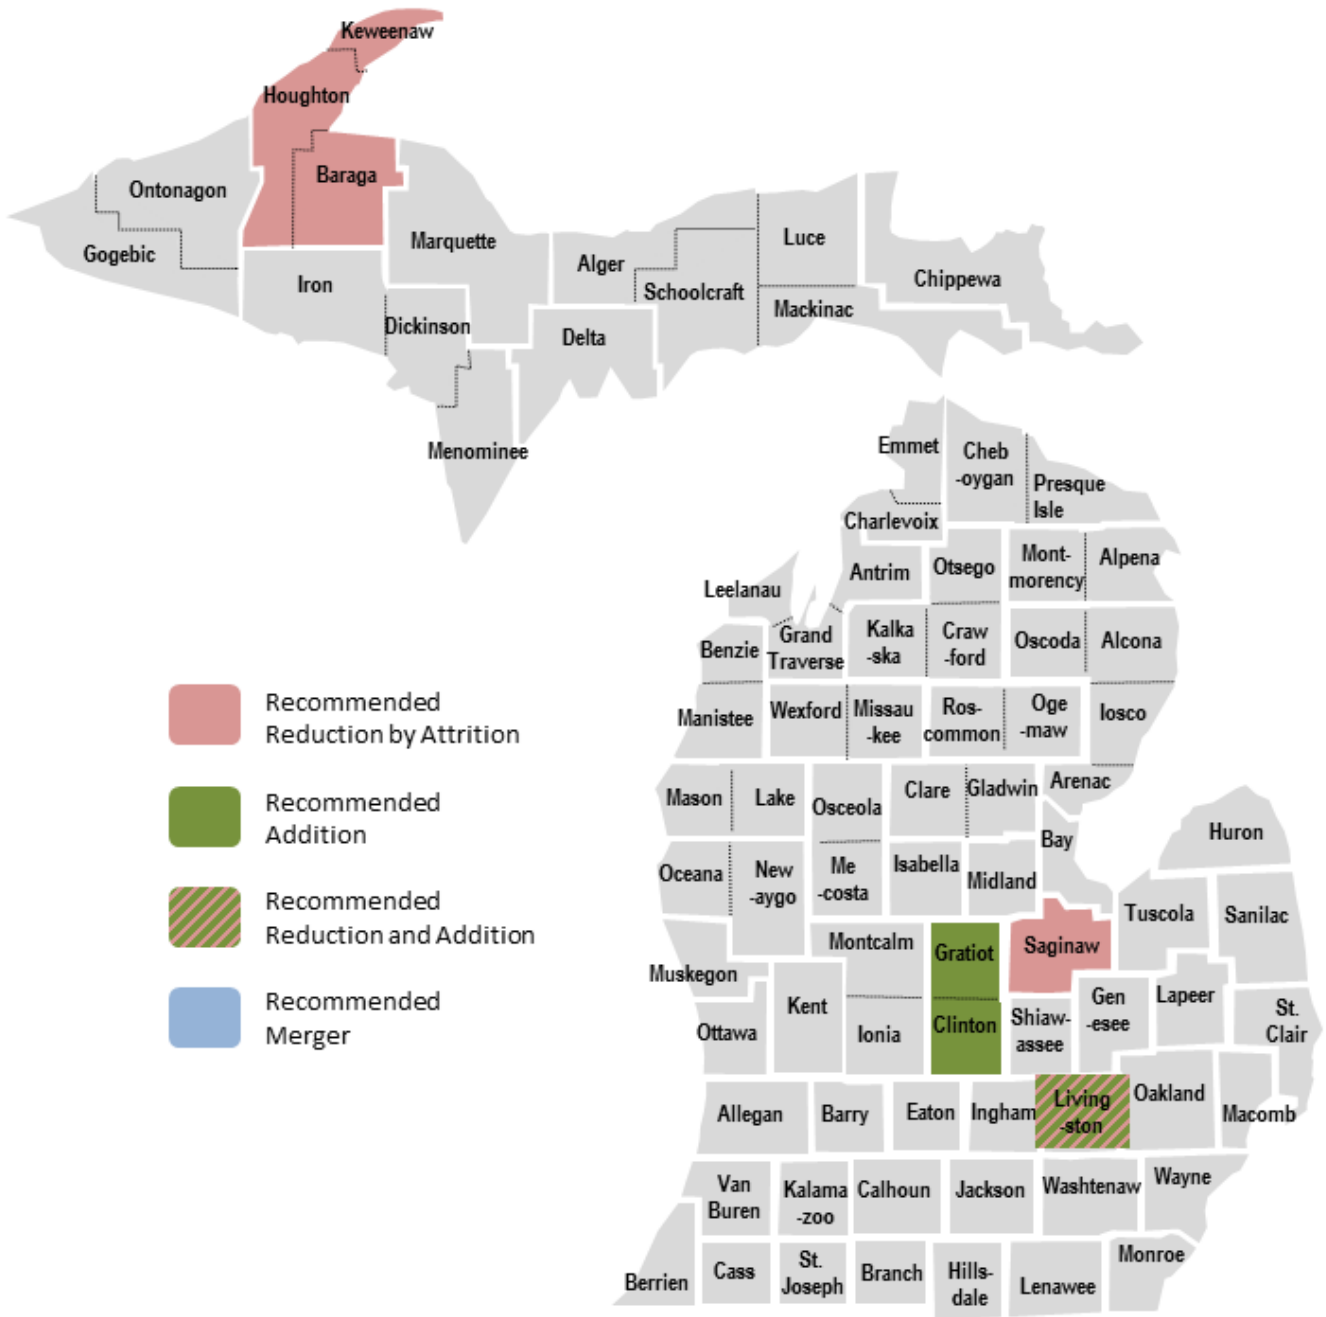 Keweenaw
Houghton
Baraga
Ontonagon
Gogebic
Marquette
Iron
Dickinson
Menominee
Alger
Schoolcraft
Delta
Luce
Mackinac
Chippewa
Emmet
Cheb
-oygan
Presque
Isle
Charlevoix
Antrim
Otsego
Mont-
morency
Alpena
Leelanau
Benzie
Grand
Traverse
Kalka
-ska
Craw
-ford
Oscoda
Alcona
Manistee
Wexford
Missau
-kee
Ros-
common
Oge
-maw
Iosco
Mason
Lake
Osceola
Clare
Gladwin
Arenac
Bay
Huron
Oceana
New
-aygo
Me
-costa
Isabella
Midland
Tuscola
Sanilac
Muskegon
Montcalm
Gratiot
Saginaw
Kent
Ottawa
Ionia
Clinton
Shiaw-
assee
Gen
-esee
Lapeer
St.
Clair
Allegan
Barry
Eaton
Ingham
Living
-ston
Oakland
Macomb
Van
Buren
Kalama
-zoo
Calhoun
Jackson
Washtenaw
Wayne
Berrien
Cass
St.
Joseph
Branch
Hills-
dale
Lenawee
Monroe
Recommended
Reduction by Attrition
Recommended
Addition
Recommended
Reduction and Addition
Recommended
Merger